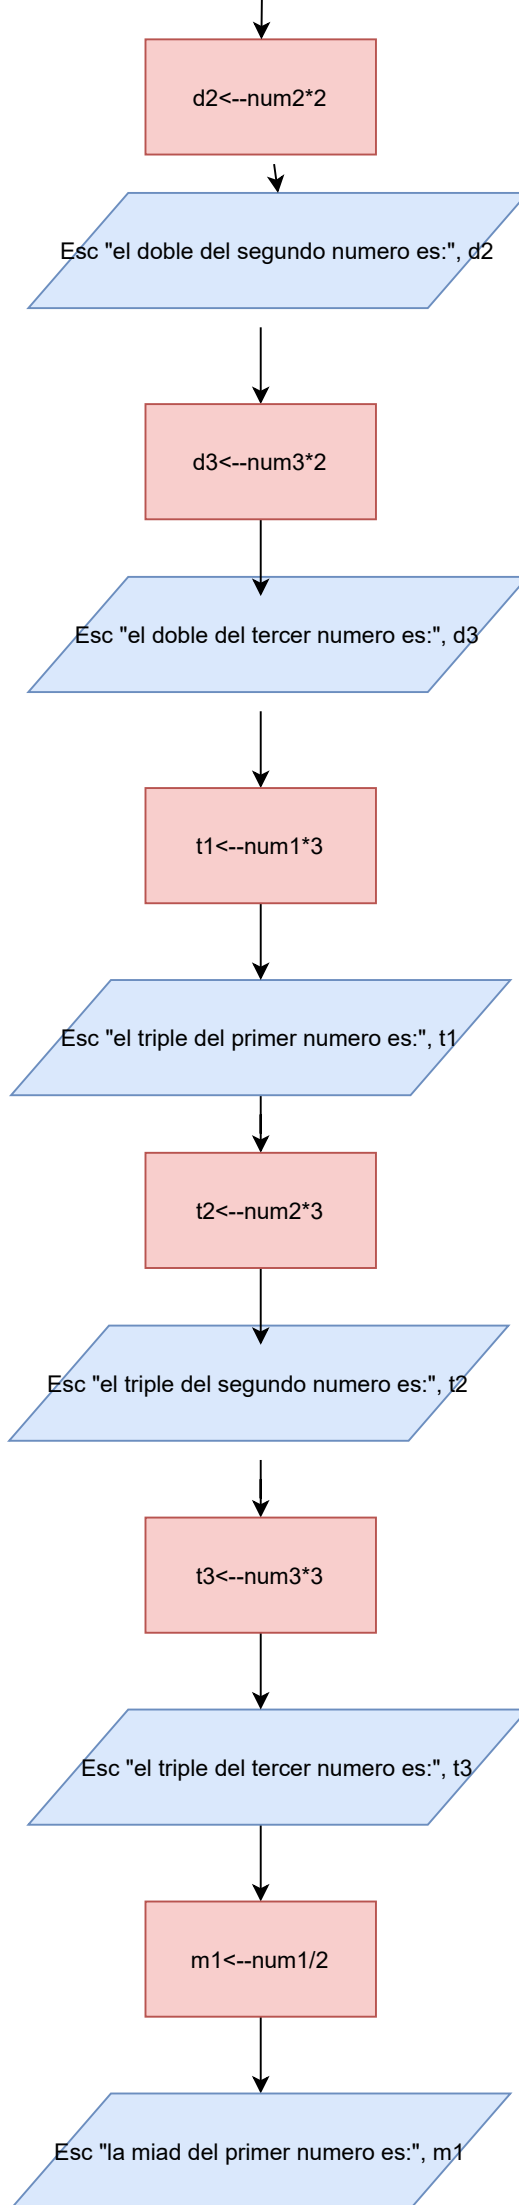 d2<--num2*2
Esc "el doble del segundo numero es:", d2
d3<--num3*2
Esc "el doble del tercer numero es:", d3
t1<--num1*3
Esc "el triple del primer numero es:", t1
t2<--num2*3
Esc "el triple del segundo numero es:", t2
t3<--num3*3
Esc "el triple del tercer numero es:", t3
m1<--num1/2
Esc "la miad del primer numero es:", m1